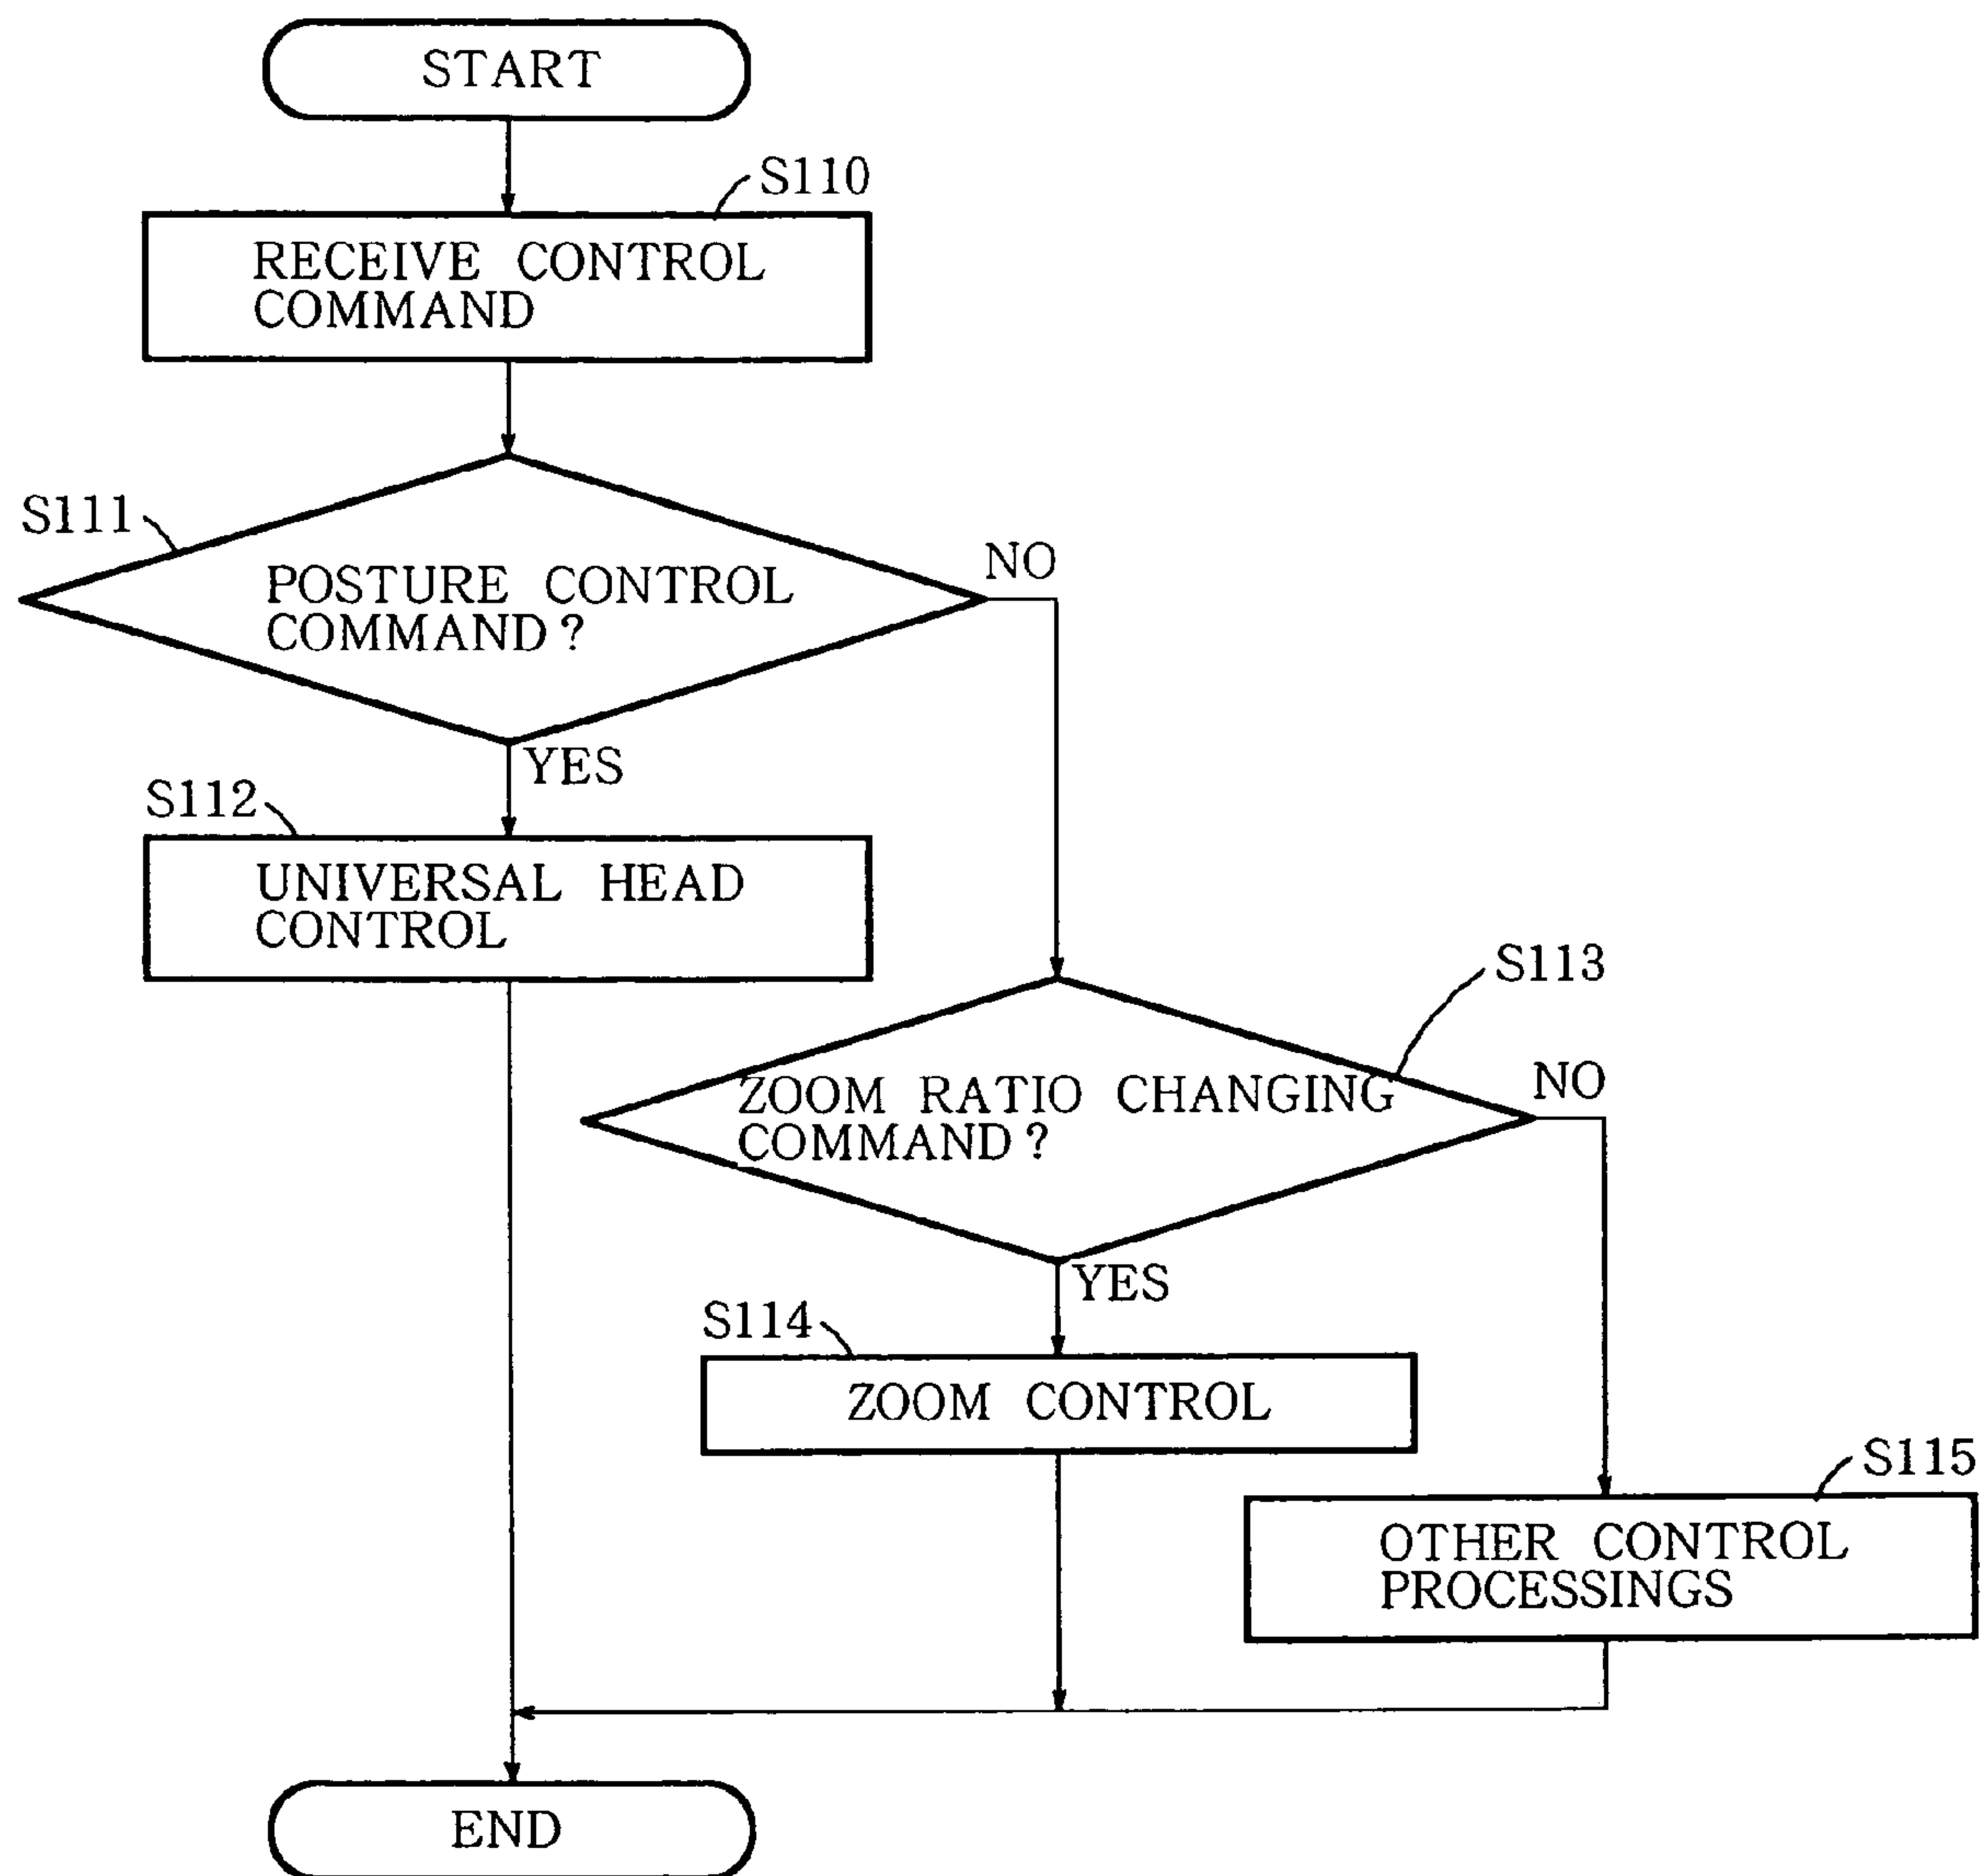 START
S110
RECEIVE CONTROL
COMMAND
S111
POSTURE CONTROL
COMMAND?
NO
YES
S112
UNIVERSAL HEAD
CONTROL
S113
ZOOM RATIO CHANGING
COMMAND?
NO
YES
S114
ZOOM CONTROL
S115
OTHER CONTROL
PROCESSINGS
END